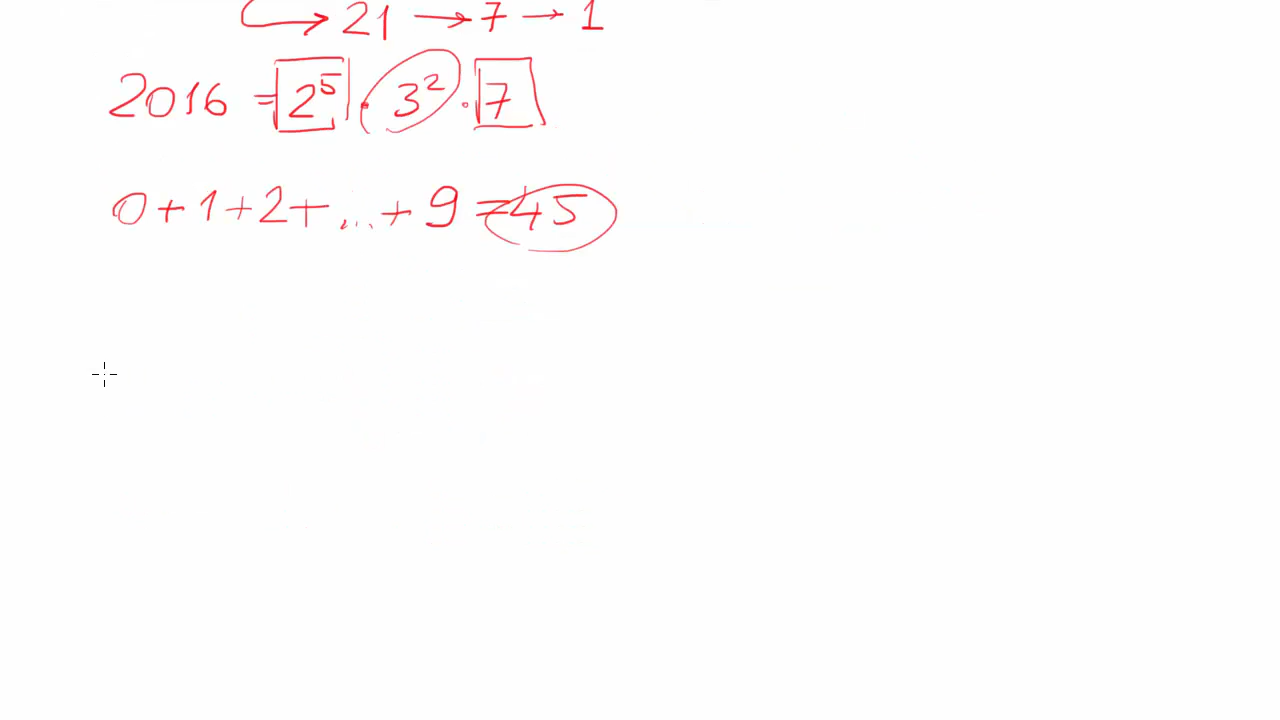 → 21 → 7 → 1
2016 = 2⁵ · 3² · 7
0 + 1 + 2 + ... + 9 = 45